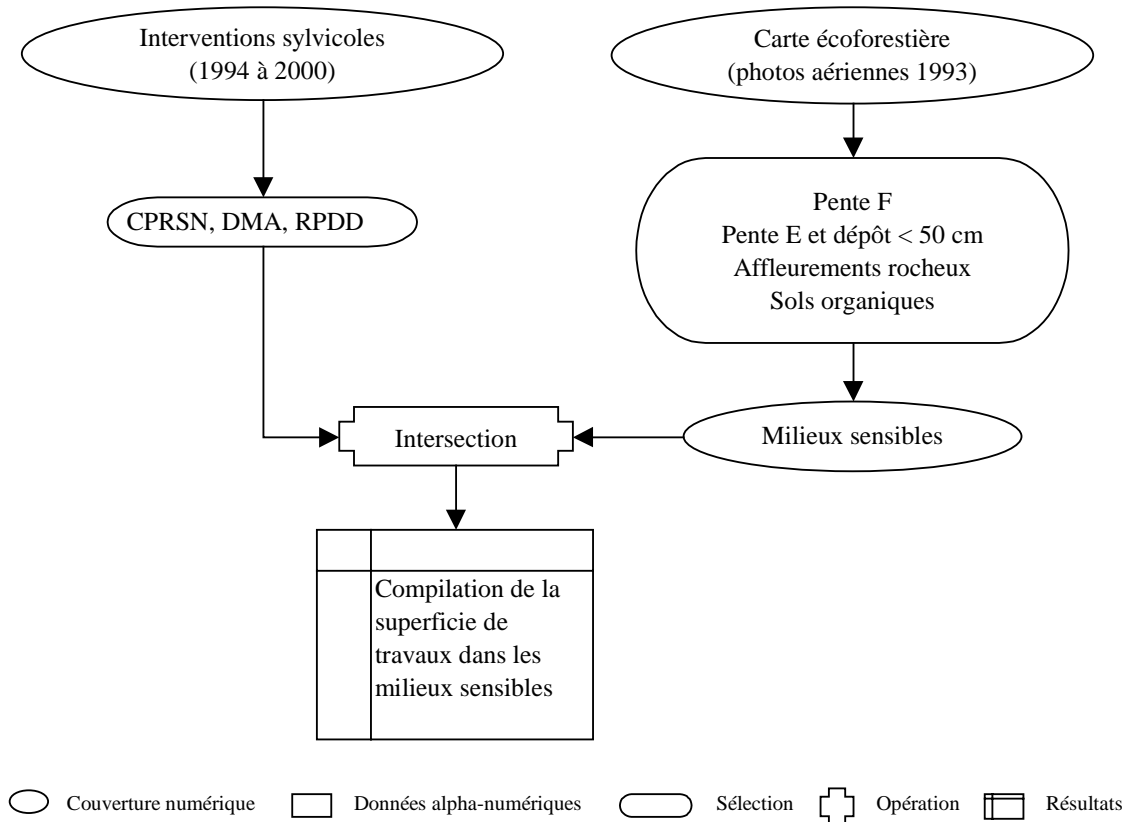 Interventions sylvicoles
(1994 à 2000)
Carte écoforestière
(photos aériennes 1993)
CPRSN, DMA, RPDD
Pente F
Pente E et dépôt < 50 cm
Affleurements rocheux
Sols organiques
Intersection
Milieux sensibles
Compilation de la
superficie de
travaux dans les
milieux sensibles
Couverture numérique
Données alpha-numériques
Sélection
Opération
Résultats